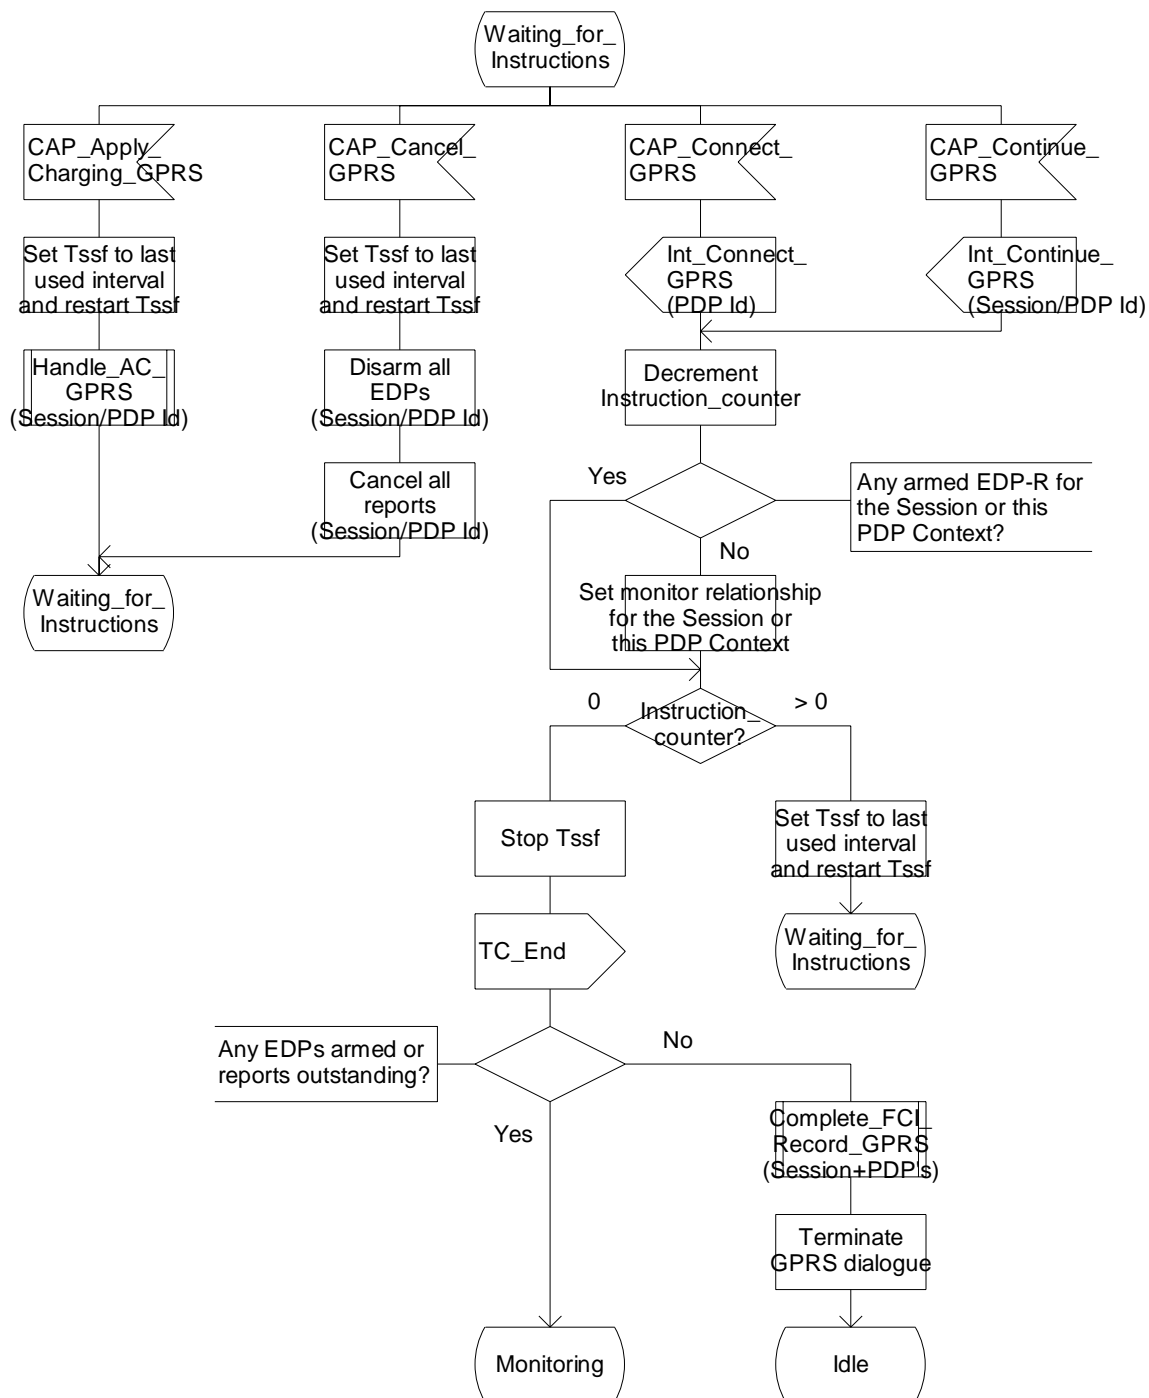 Waiting_for_
Instructions
CAP_Apply_
Charging_GPRS
CAP_Cancel_
GPRS
CAP_Connect_
GPRS
CAP_Continue_
GPRS
Set Tssf to last
used interval
and restart Tssf
Set Tssf to last
used interval
and restart Tssf
Int_Connect_
GPRS
(PDP Id)
Int_Continue_
GPRS
(Session/PDP Id)
Handle_AC_
GPRS
(Session/PDP Id)
Disarm all
EDPs
(Session/PDP Id)
Decrement
Instruction_counter
Cancel all
reports
(Session/PDP Id)
Yes
Any armed EDP-R for
the Session or this
PDP Context?
No
Waiting_for_
Instructions
Set monitor relationship
for the Session or
this PDP Context
0
Instruction_
counter?
> 0
Stop Tssf
Set Tssf to last
used interval
and restart Tssf
TC_End
Waiting_for_
Instructions
Any EDPs armed or
reports outstanding?
No
Yes
Complete_FCI_
Record_GPRS
(Session+PDP's)
Terminate
GPRS dialogue
Monitoring
Idle